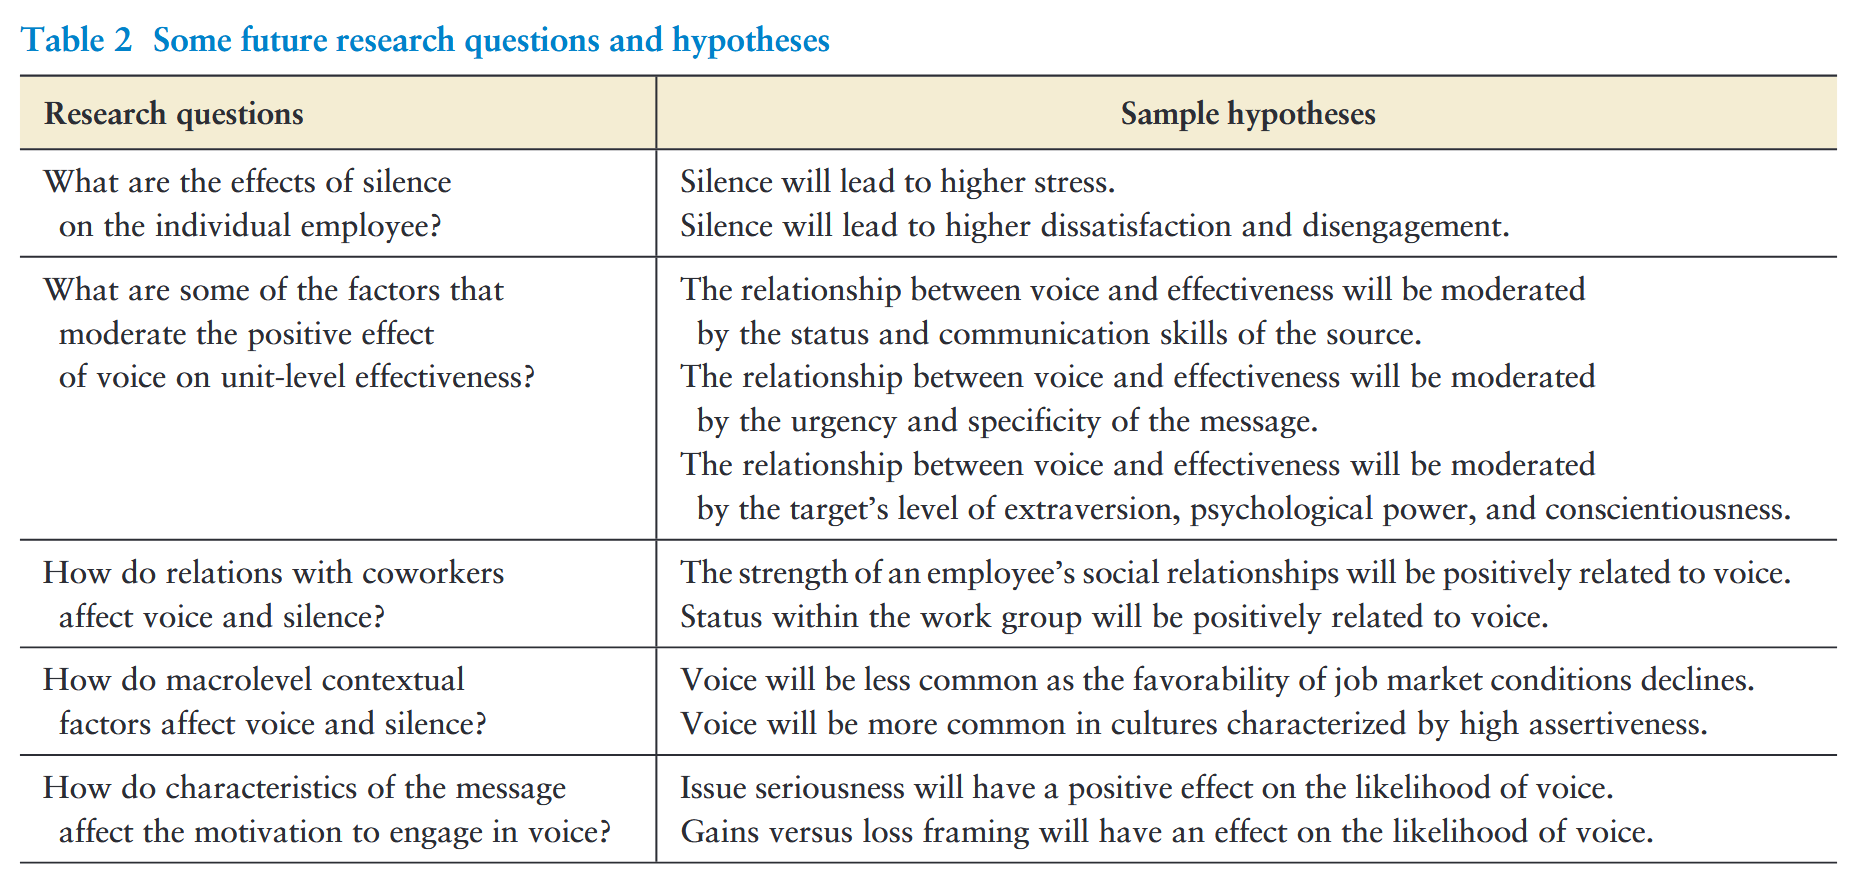 Table 2 Some future research questions and hypotheses
Research questions
Sample hypotheses
What are the effects of silence
on the individual employee?
Silence will lead to higher stress.
Silence will lead to higher dissatisfaction and disengagement.
What are some of the factors that
moderate the positive effect
of voice on unit-level effectiveness?
The relationship between voice and effectiveness will be moderated
by the status and communication skills of the source.
The relationship between voice and effectiveness will be moderated
by the urgency and specificity of the message.
The relationship between voice and effectiveness will be moderated
by the target’s level of extraversion, psychological power, and conscientiousness.
How do relations with coworkers
affect voice and silence?
The strength of an employee’s social relationships will be positively related to voice.
Status within the work group will be positively related to voice.
How do macrolevel contextual
factors affect voice and silence?
Voice will be less common as the favorability of job market conditions declines.
Voice will be more common in cultures characterized by high assertiveness.
How do characteristics of the message
affect the motivation to engage in voice?
Issue seriousness will have a positive effect on the likelihood of voice.
Gains versus loss framing will have an effect on the likelihood of voice.